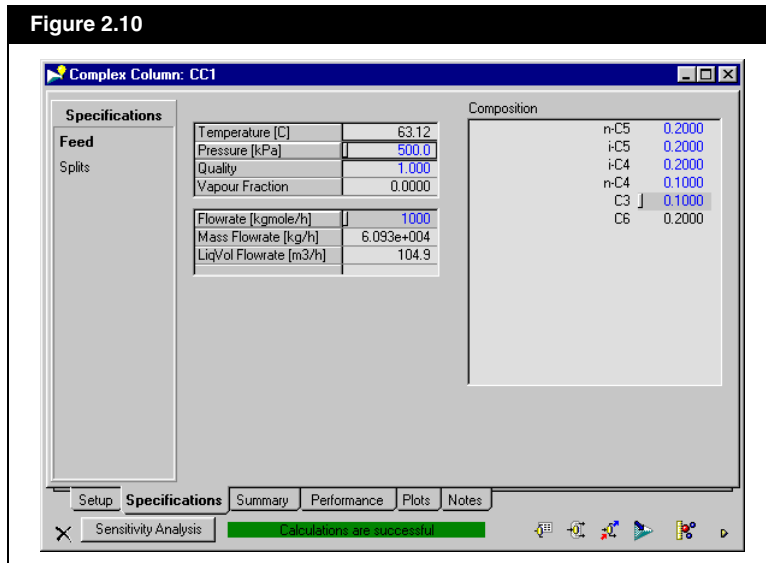 Figure 2.10
Complex Column: CC1
Specifications
Feed
Splits
Temperature [C] 63.12
Pressure [kPa] 500.0
Quality 1.000
Vapour Fraction 0.0000
Flowrate [kgmole/h] 1000
Mass Flowrate [kg/h] 6.093e+004
LiqVol Flowrate [m3/h] 104.9
Composition
n-C5 0.2000
i-C5 0.2000
i-C4 0.2000
n-C4 0.1000
C3 0.1000
C6 0.2000
Setup Specifications Summary Performance Plots Notes
Sensitivity Analysis Calculations are successful